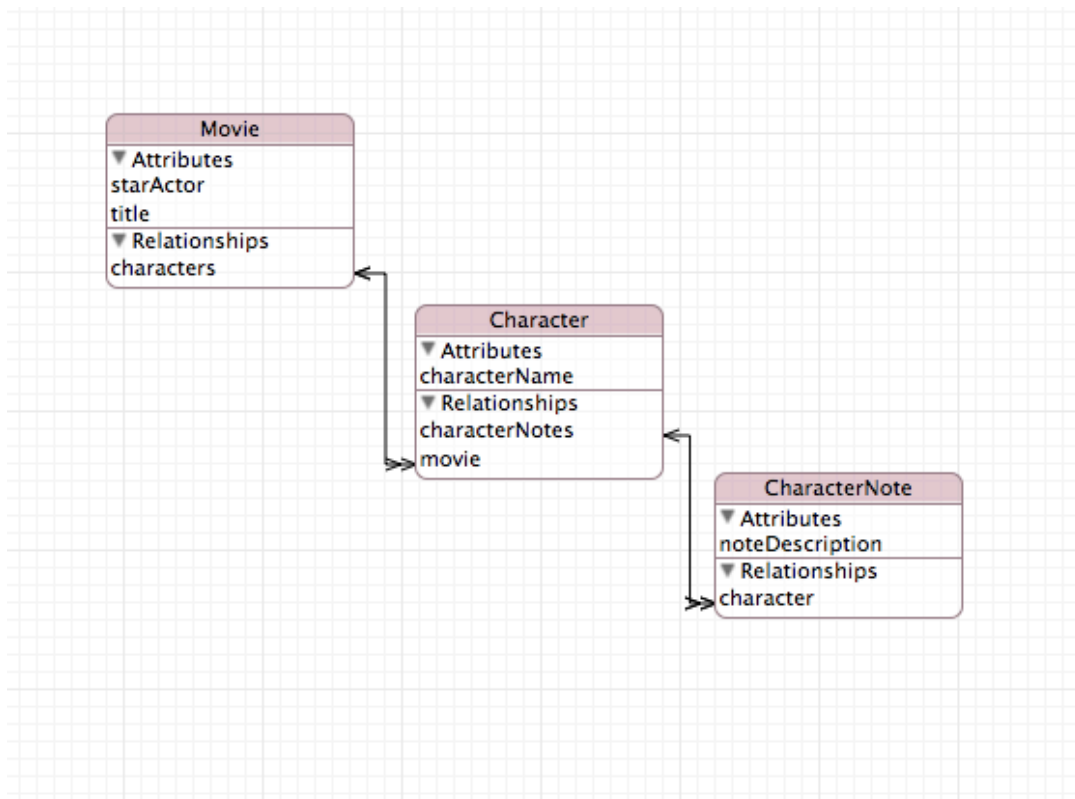 Movie
Attributes
starActor
title
Relationships
characters
Character
Attributes
characterName
Relationships
characterNotes
movie
CharacterNote
Attributes
noteDescription
Relationships
character